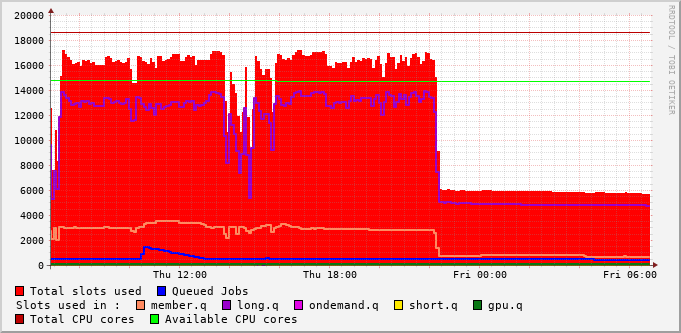 20000
18000
16000
14000
12000
10000
8000
6000
4000
2000
0
Thu 12:00 Thu 18:00 Fri 00:00 Fri 06:00
RRDTOOL / TOBI OETIKER
Total slots used Queued Jobs
Slots used in : member.q long.q ondemand.q short.q gpu.q
Total CPU cores Available CPU cores